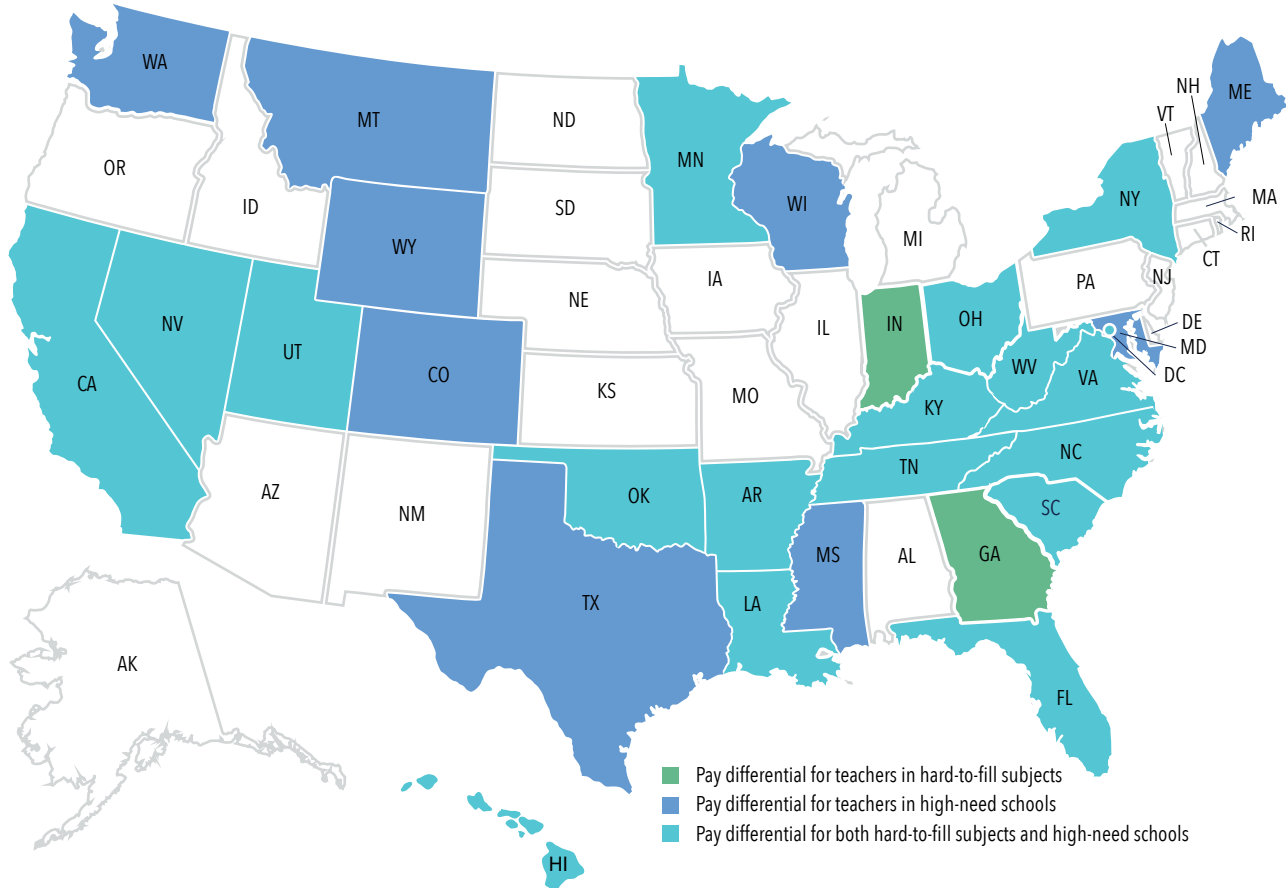 WA
MT
ND
MN
NH
VT
ME
OR
ID
SD
WI
NY
MA
MI
RI
WY
CT
IA
PA
NJ
NE
NV
UT
IL
IN
OH
DE
MD
CO
WV
VA
DC
CA
KS
MO
KY
NC
TN
AZ
OK
AR
SC
NM
MS
AL
GA
TX
LA
AK
FL
Pay differential for teachers in hard-to-fill subjects
Pay differential for teachers in high-need schools
Pay differential for both hard-to-fill subjects and high-need schools
HI